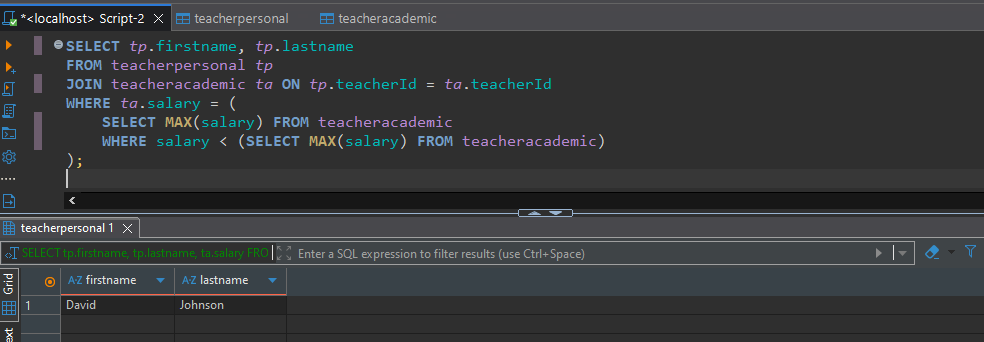 *<localhost> Script-2
teacherpersonal
teacheracademic
SELECT tp.firstname, tp.lastname
FROM teacherpersonal tp
JOIN teacheracademic ta ON tp.teacherId = ta.teacherId
WHERE ta.salary = (
SELECT MAX(salary) FROM teacheracademic
WHERE salary < (SELECT MAX(salary) FROM teacheracademic)
);
teacherpersonal 1
SELECT tp.firstname, tp.lastname, ta.salary FRO
Enter a SQL expression to filter results (use Ctrl+Space)
Grid
A-Z firstname
A-Z lastname
1 David Johnson